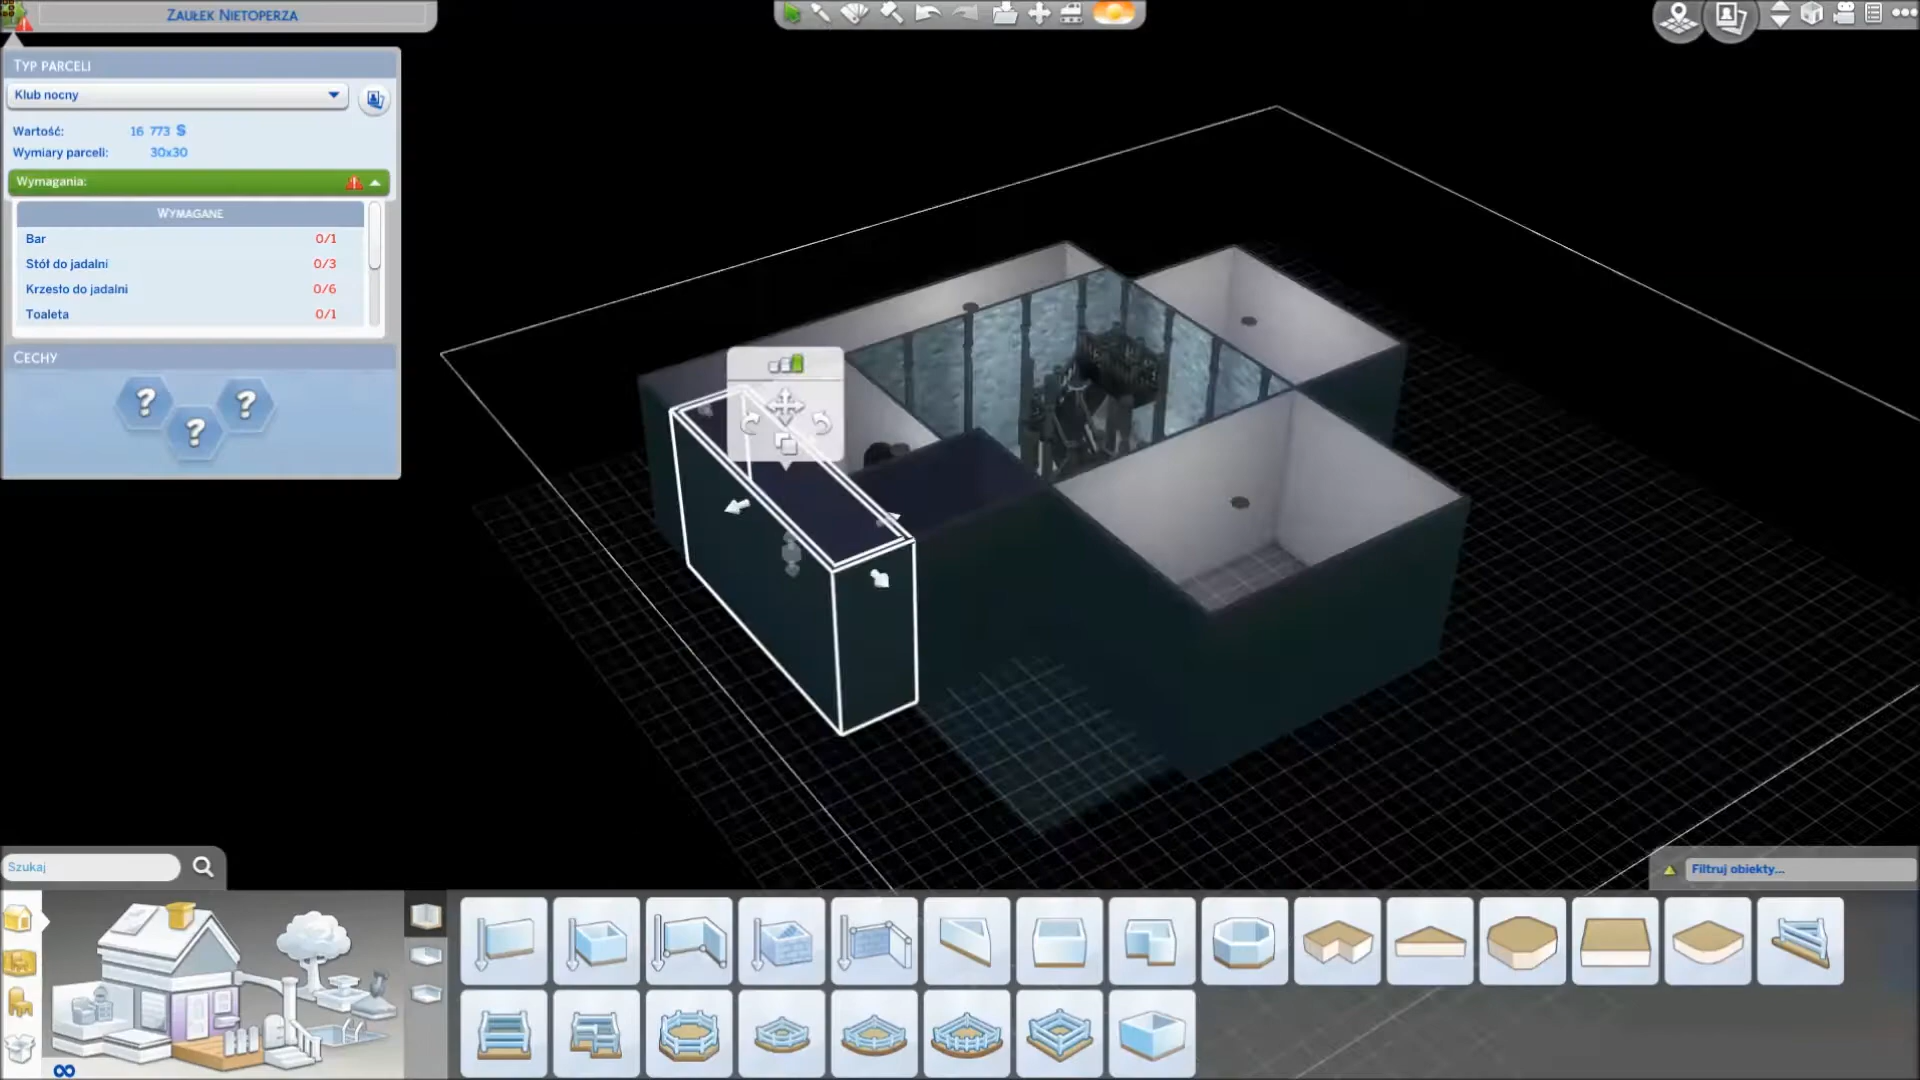 Zaułek Nietoperza
Typ parceli
Klub nocny
Wartość: 16 773 $
Wymiary parceli: 30x30
Wymagania:
Wymagane
Bar 0/1
Stół do jadalni 0/3
Krzesło do jadalni 0/6
Toaleta 0/1
Cechy
? ? ?
Szukaj
Filtruj obiekty...